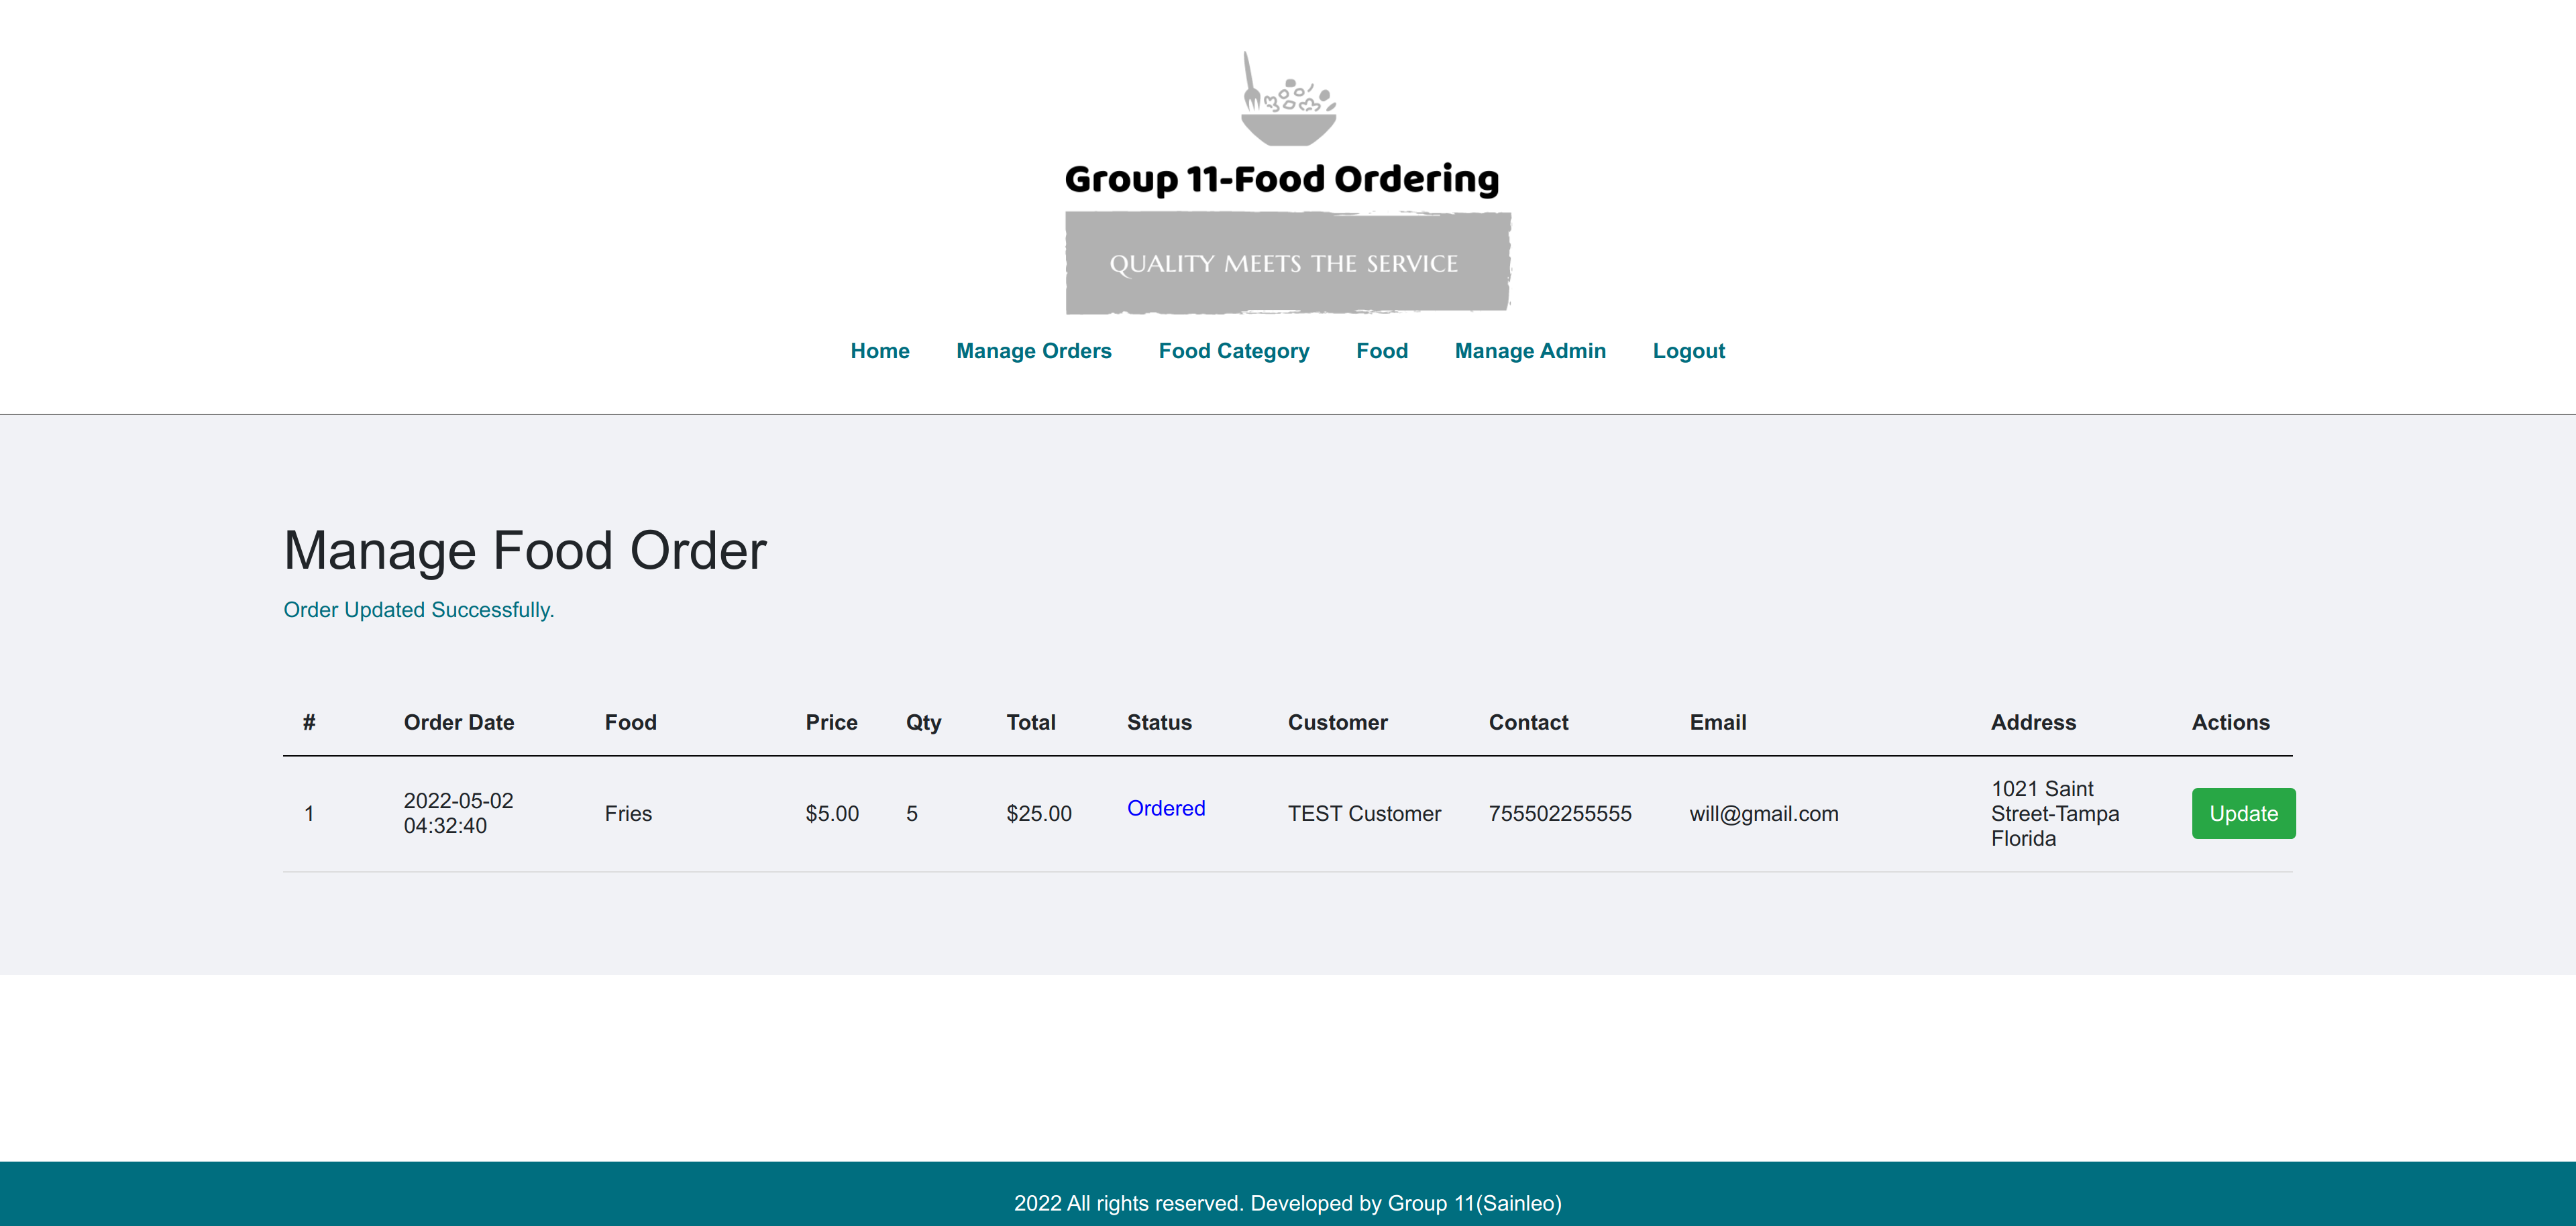 Group 11-Food Ordering
QUALITY MEETS THE SERVICE
Home Manage Orders Food Category Food Manage Admin Logout
Manage Food Order
Order Updated Successfully.
# Order Date Food Price Qty Total Status Customer Contact Email Address Actions
1 2022-05-02 04:32:40 Fries $5.00 5 $25.00 Ordered TEST Customer 755502255555 will@gmail.com 1021 Saint Street-Tampa Florida Update
2022 All rights reserved. Developed by Group 11(Sainleo)